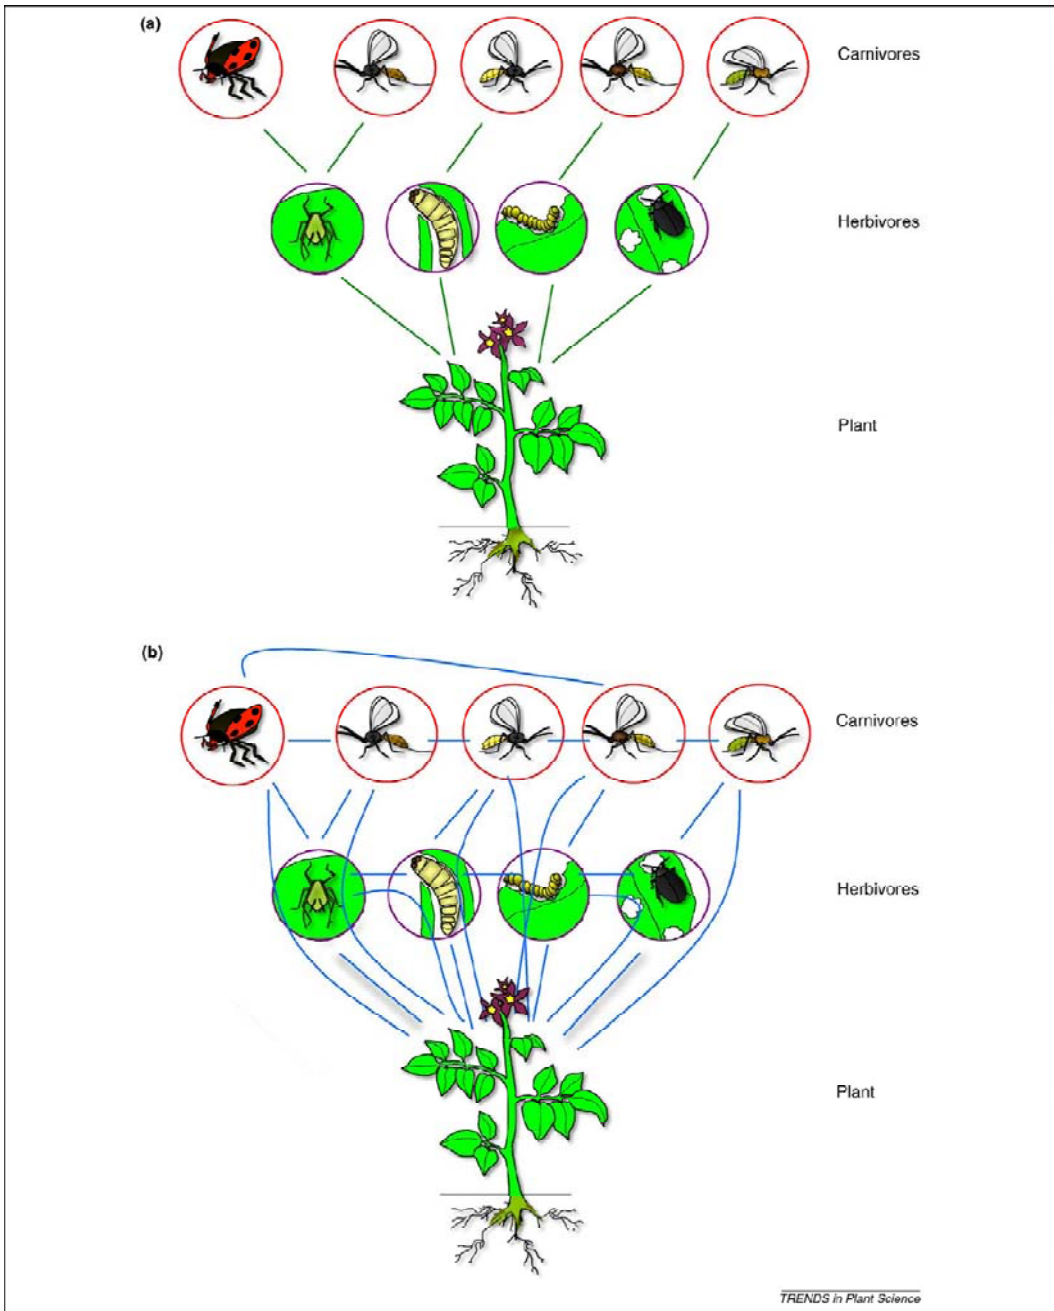 (a)
Carnivores
Herbivores
Plant
(b)
Carnivores
Herbivores
Plant
TRENDS in Plant Science